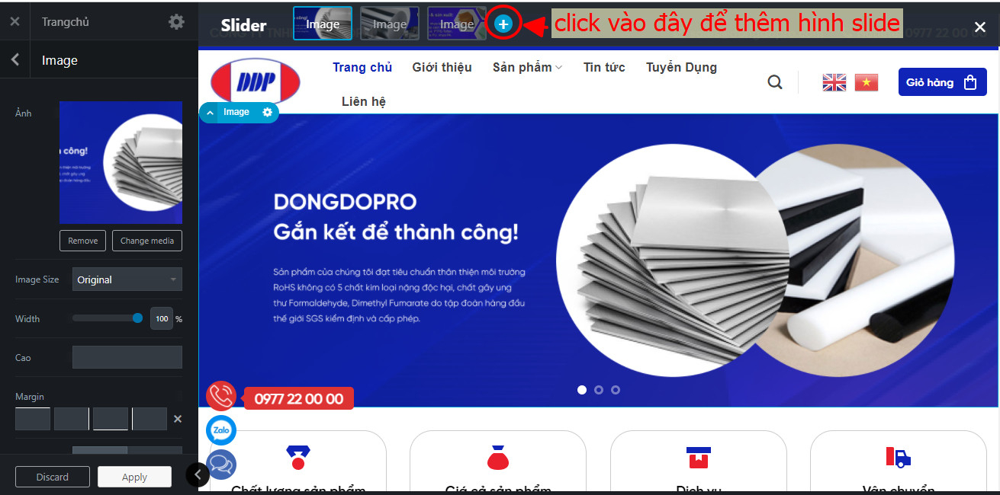 Trangchủ
Slider
Image
Image
Image
click vào đây để thêm hình slide
CÔNG TY TNHH
0977 22 00 00
Image
DDP
Trang chủ
Giới thiệu
Sản phẩm
Tin tức
Tuyển Dụng
Liên hệ
Giỏ hàng
Image
Ảnh
công!
Remove
Change media
Image Size
Original
Width
100
%
Cao
Margin
Discard
Apply
DONGDOPRO
Gắn kết để thành công!
Sản phẩm của chúng tôi đạt tiêu chuẩn thân thiện môi trường
RoHS không có 5 chất kim loại nặng độc hại, chất gây ung
thư Formaldehyde, Dimethyl Fumarate do tập đoàn hàng đầu
thế giới SGS kiểm định và cấp phép.
0977 22 00 00
Zalo
Chất lượng sản phẩm
Giá cả sản phẩm
Dịch vụ
Vận chuyển